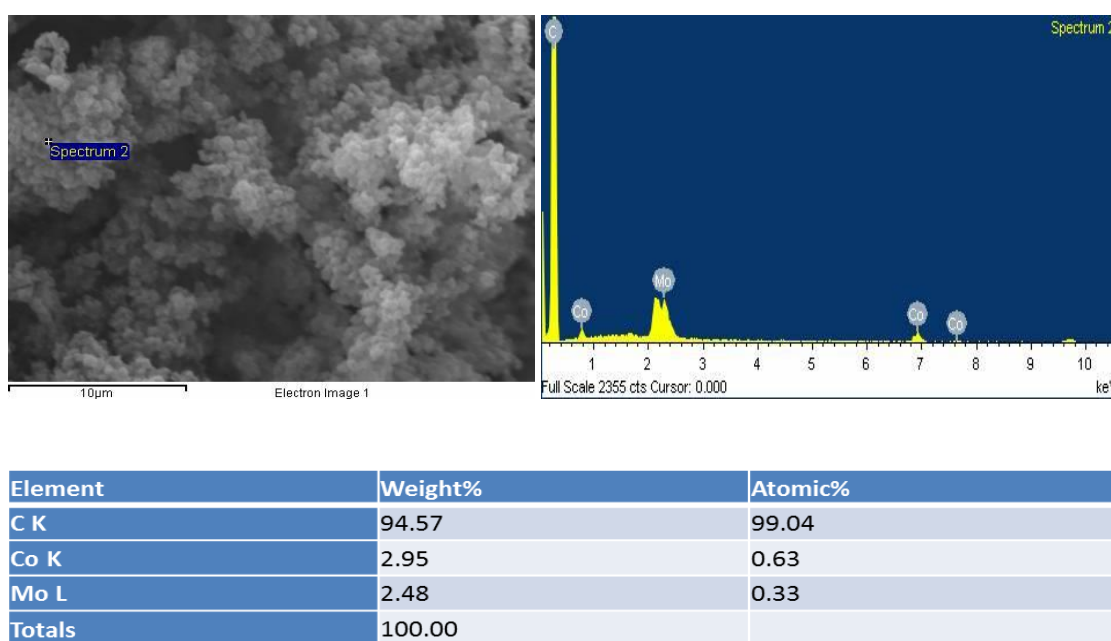 Spectrum 2
10µm
Electron Image 1
Spectrum 2
C
Co
Mo
Co
Co
1 2 3 4 5 6 7 8 9 10
Full Scale 2355 cts Cursor: 0.000
keV
Element Weight% Atomic%
C K 94.57 99.04
Co K 2.95 0.63
Mo L 2.48 0.33
Totals 100.00